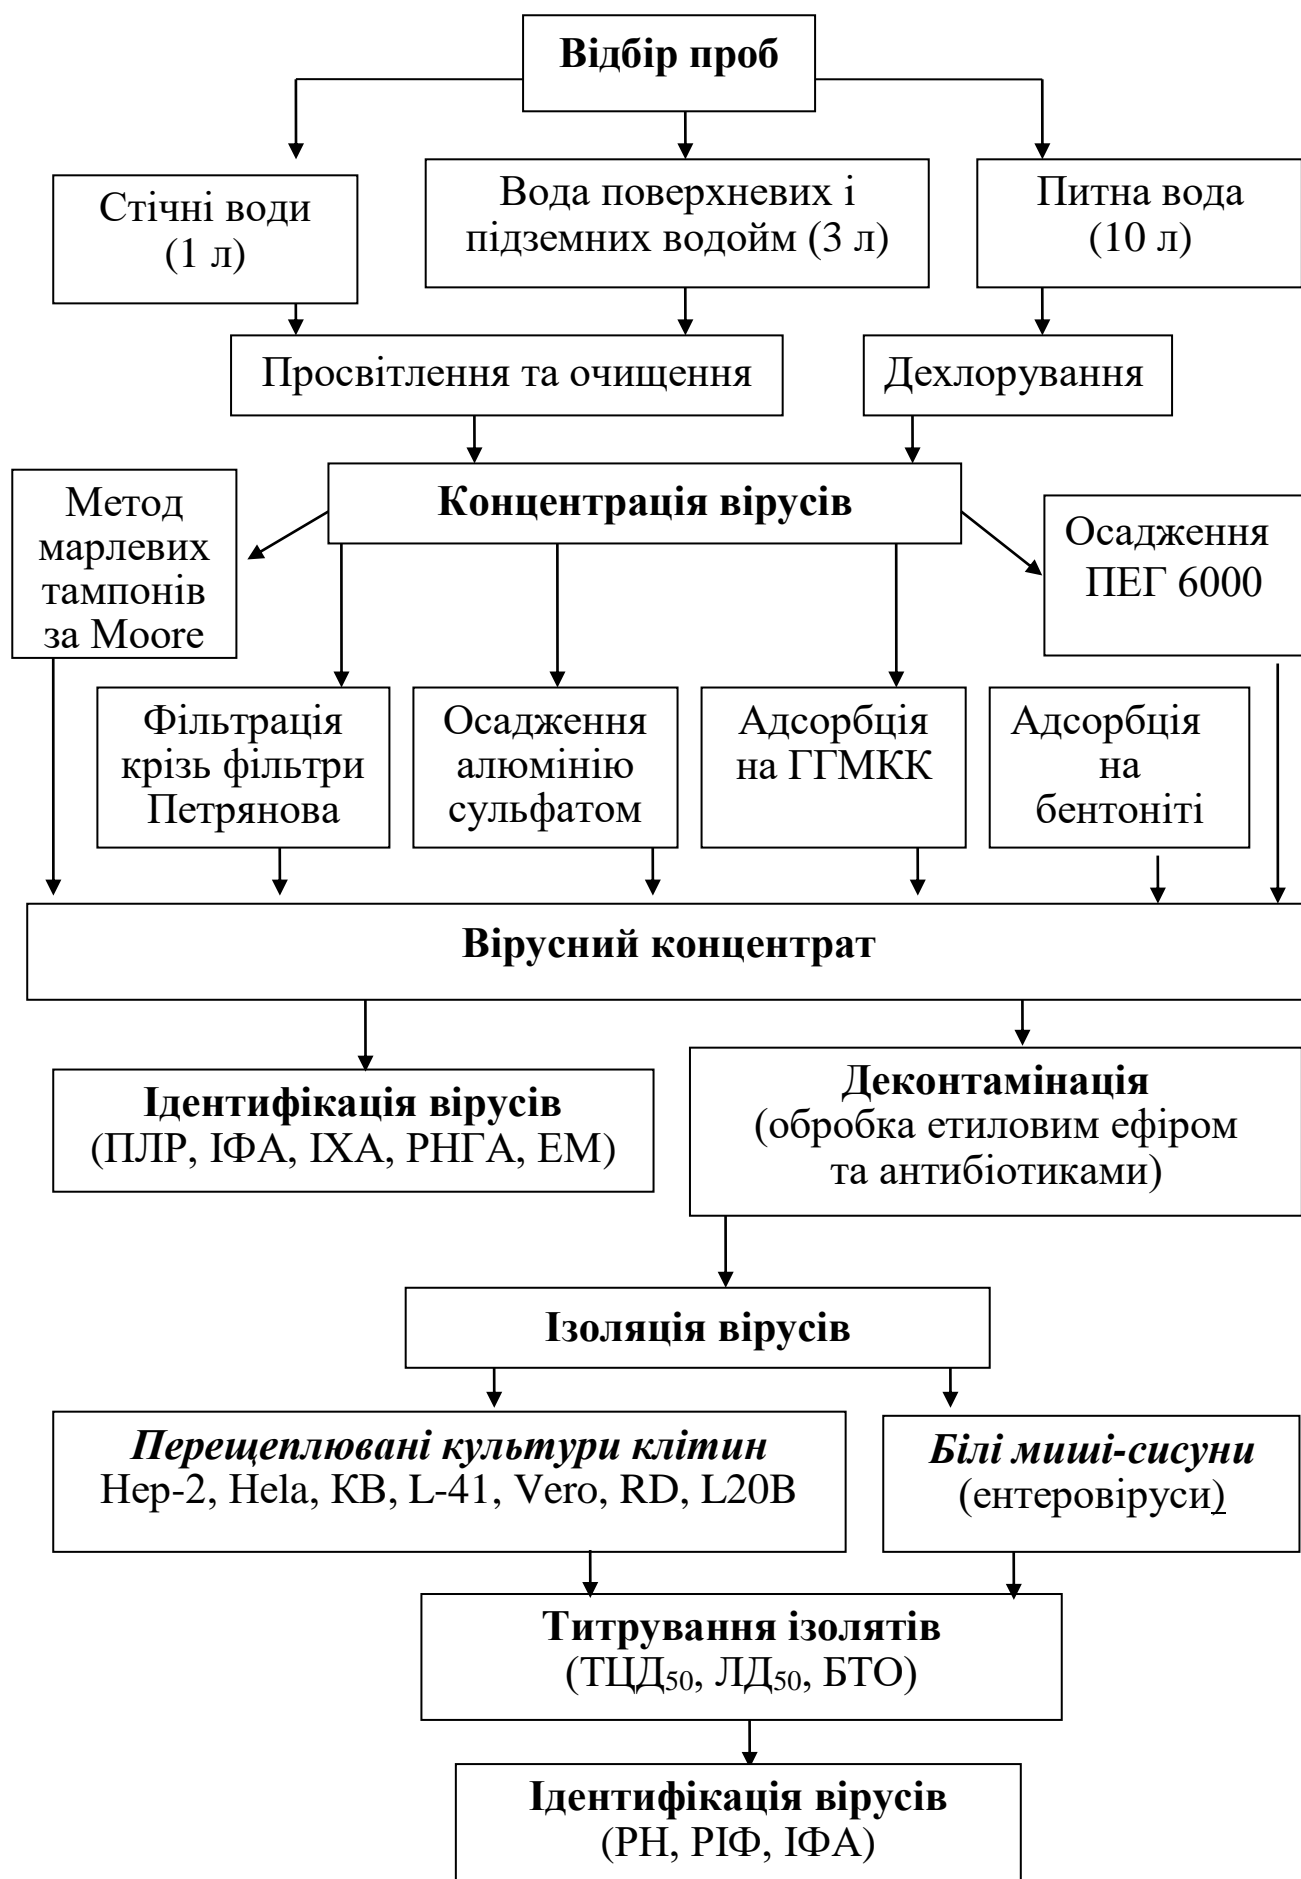 Відбір проб
Стічні води
(1 л)
Вода поверхневих і
підземних водойм (3 л)
Питна вода
(10 л)
Просвітлення та очищення
Дехлорування
Концентрація вірусів
Метод
марлевих
тампонів
за Moore
Осадження
ПЕГ 6000
Фільтрація
крізь фільтри
Петрянова
Осадження
алюмінію
сульфатом
Адсорбція
на ГГМКК
Адсорбція
на
бентоніті
Вірусний концентрат
Ідентифікація вірусів
(ПЛР, ІФА, ІХА, РНГА, ЕМ)
Деконтамінація
(обробка етиловим ефіром
та антибіотиками)
Ізоляція вірусів
Перещеплювані культури клітин
Hep-2, Hela, КВ, L-41, Vero, RD, L20B
Білі миші-сисуни
(ентеровіруси)
Титрування ізолятів
(ТЦД₅₀, ЛД₅₀, БТО)
Ідентифікація вірусів
(РН, РІФ, ІФА)